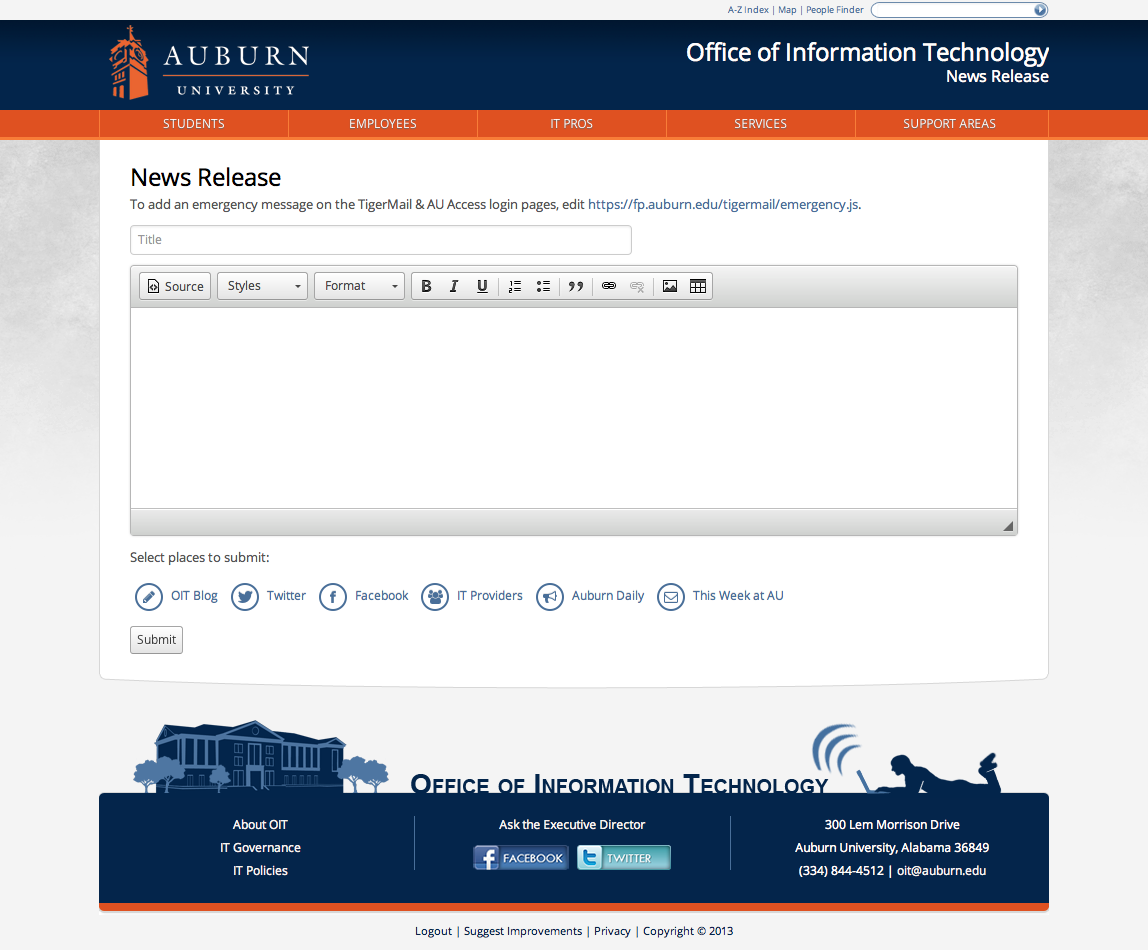 A-Z Index | Map | People Finder
AUBURN
UNIVERSITY
Office of Information Technology
News Release
STUDENTS EMPLOYEES IT PROS SERVICES SUPPORT AREAS
News Release
To add an emergency message on the TigerMail & AU Access login pages, edit https://fp.auburn.edu/tigermail/emergency.js.
Title
Source Styles Format B I U
Select places to submit:
OIT Blog Twitter Facebook IT Providers Auburn Daily This Week at AU
Submit
OFFICE OF INFORMATION TECHNOLOGY
About OIT
IT Governance
IT Policies
Ask the Executive Director
FACEBOOK TWITTER
300 Lem Morrison Drive
Auburn University, Alabama 36849
(334) 844-4512 | oit@auburn.edu
Logout | Suggest Improvements | Privacy | Copyright © 2013